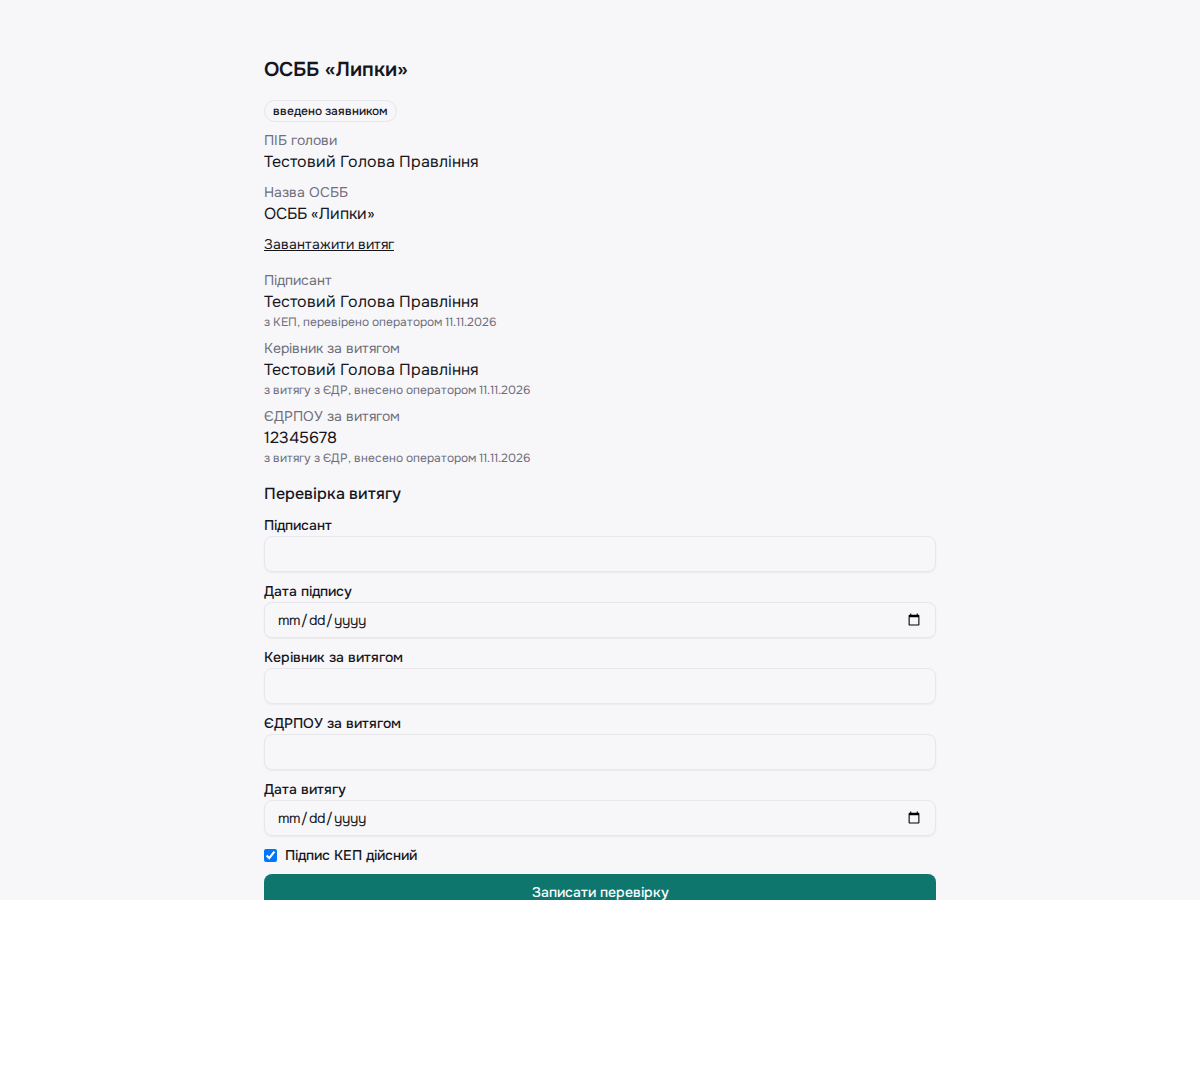 ОСББ «Липки»
введено заявником
ПІБ голови
Тестовий Голова Правління
Назва ОСББ
ОСББ «Липки»
Завантажити витяг
Підписант
Тестовий Голова Правління
з КЕП, перевірено оператором 11.11.2026
Керівник за витягом
Тестовий Голова Правління
з витягу з ЄДР, внесено оператором 11.11.2026
ЄДРПОУ за витягом
12345678
з витягу з ЄДР, внесено оператором 11.11.2026
Перевірка витягу
Підписант
Дата підпису
mm/dd/yyyy
Керівник за витягом
ЄДРПОУ за витягом
Дата витягу
mm/dd/yyyy
Підпис КЕП дійсний
Записати перевірку